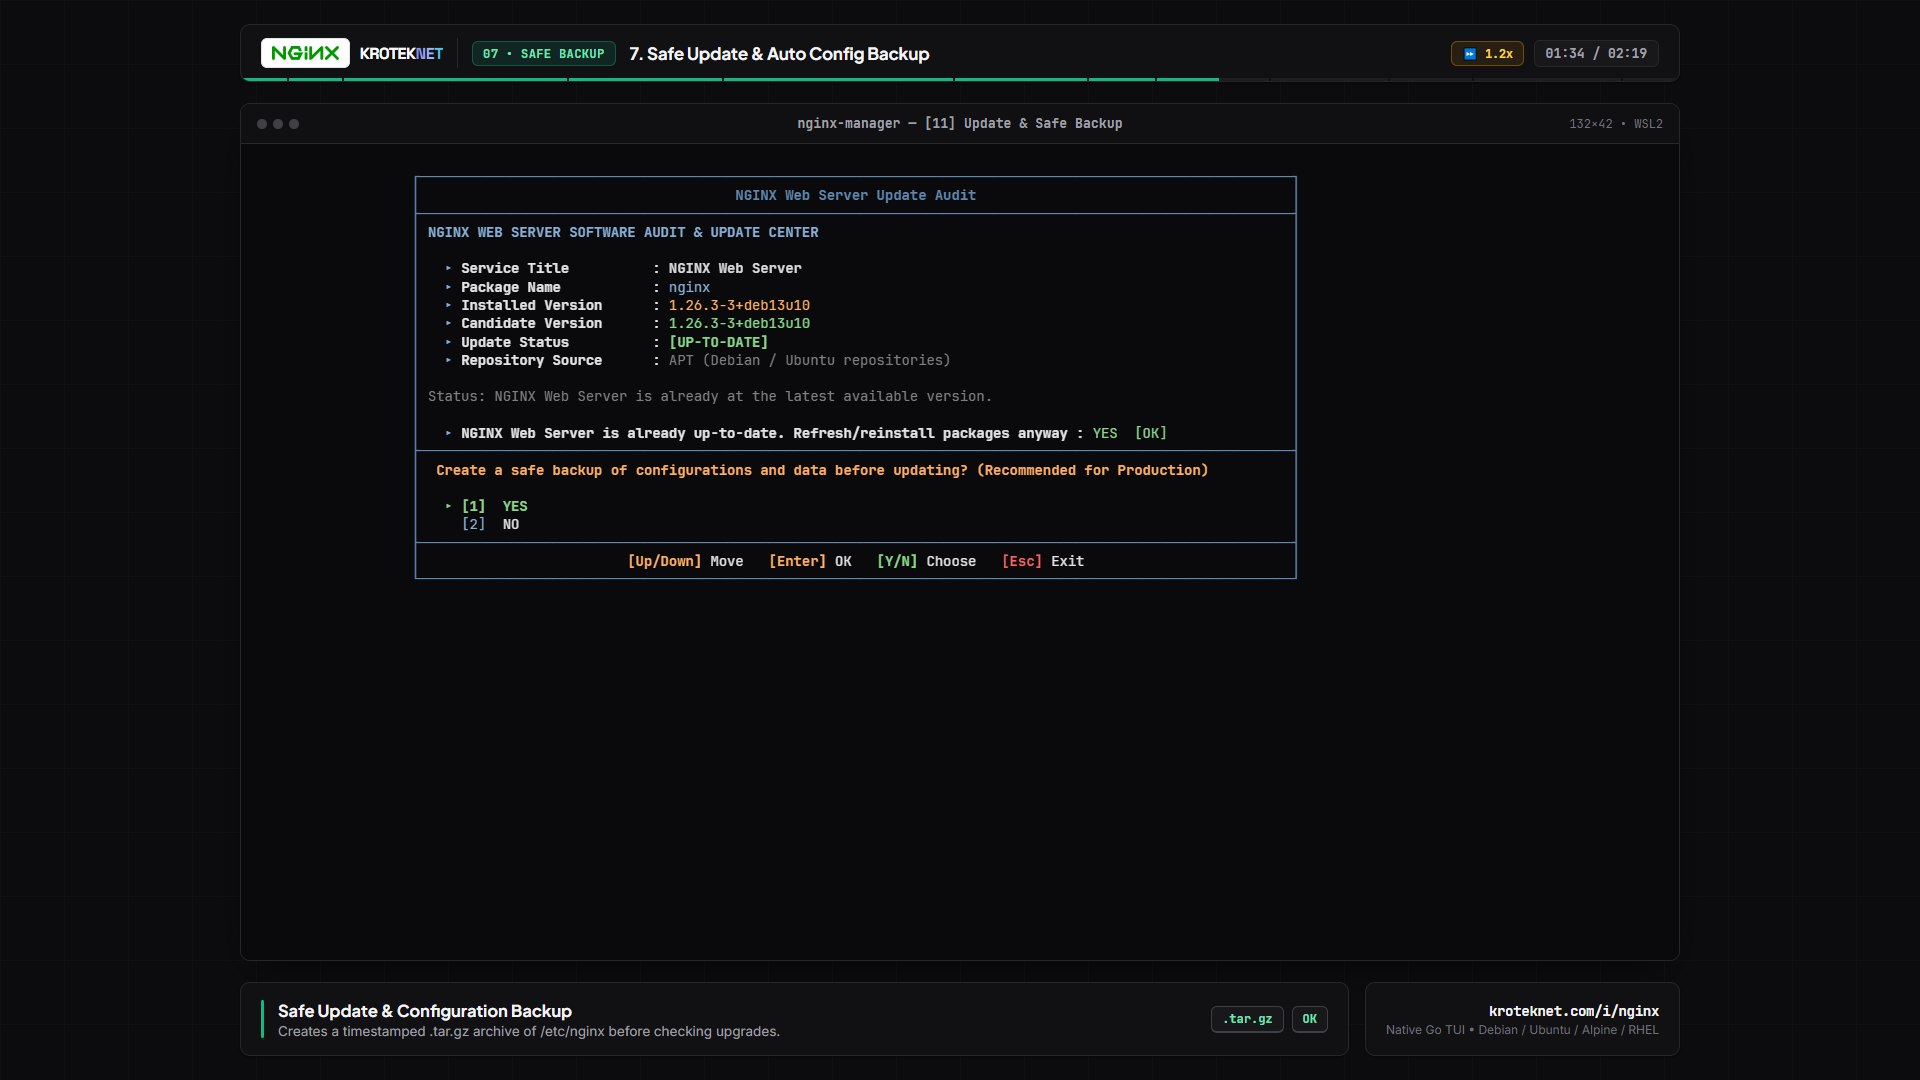 NGINX KROTEKNET 07 • SAFE BACKUP 7. Safe Update & Auto Config Backup ⏩ 1.2x 01:34 / 02:19
nginx-manager — [11] Update & Safe Backup 132×42 • WSL2
NGINX Web Server Update Audit
NGINX WEB SERVER SOFTWARE AUDIT & UPDATE CENTER
▸ Service Title : NGINX Web Server
▸ Package Name : nginx
▸ Installed Version : 1.26.3-3+deb13u10
▸ Candidate Version : 1.26.3-3+deb13u10
▸ Update Status : [UP-TO-DATE]
▸ Repository Source : APT (Debian / Ubuntu repositories)
Status: NGINX Web Server is already at the latest available version.
▸ NGINX Web Server is already up-to-date. Refresh/reinstall packages anyway : YES [OK]
Create a safe backup of configurations and data before updating? (Recommended for Production)
▸ [1] YES
[2] NO
[Up/Down] Move [Enter] OK [Y/N] Choose [Esc] Exit
Safe Update & Configuration Backup
Creates a timestamped .tar.gz archive of /etc/nginx before checking upgrades.
.tar.gz OK
kroteknet.com/i/nginx
Native Go TUI • Debian / Ubuntu / Alpine / RHEL